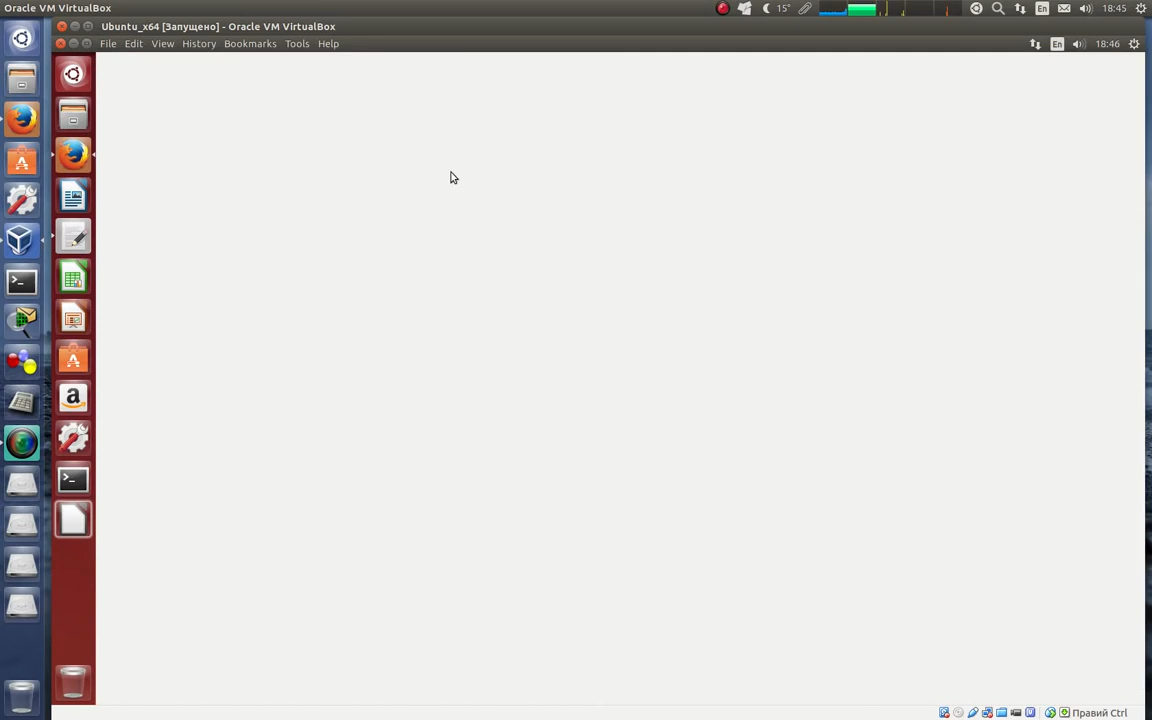 Oracle VM VirtualBox
15°
En
18:45
Ubuntu_x64 [Запущено] - Oracle VM VirtualBox
File Edit View History Bookmarks Tools Help
En
18:46
a
Правий Ctrl